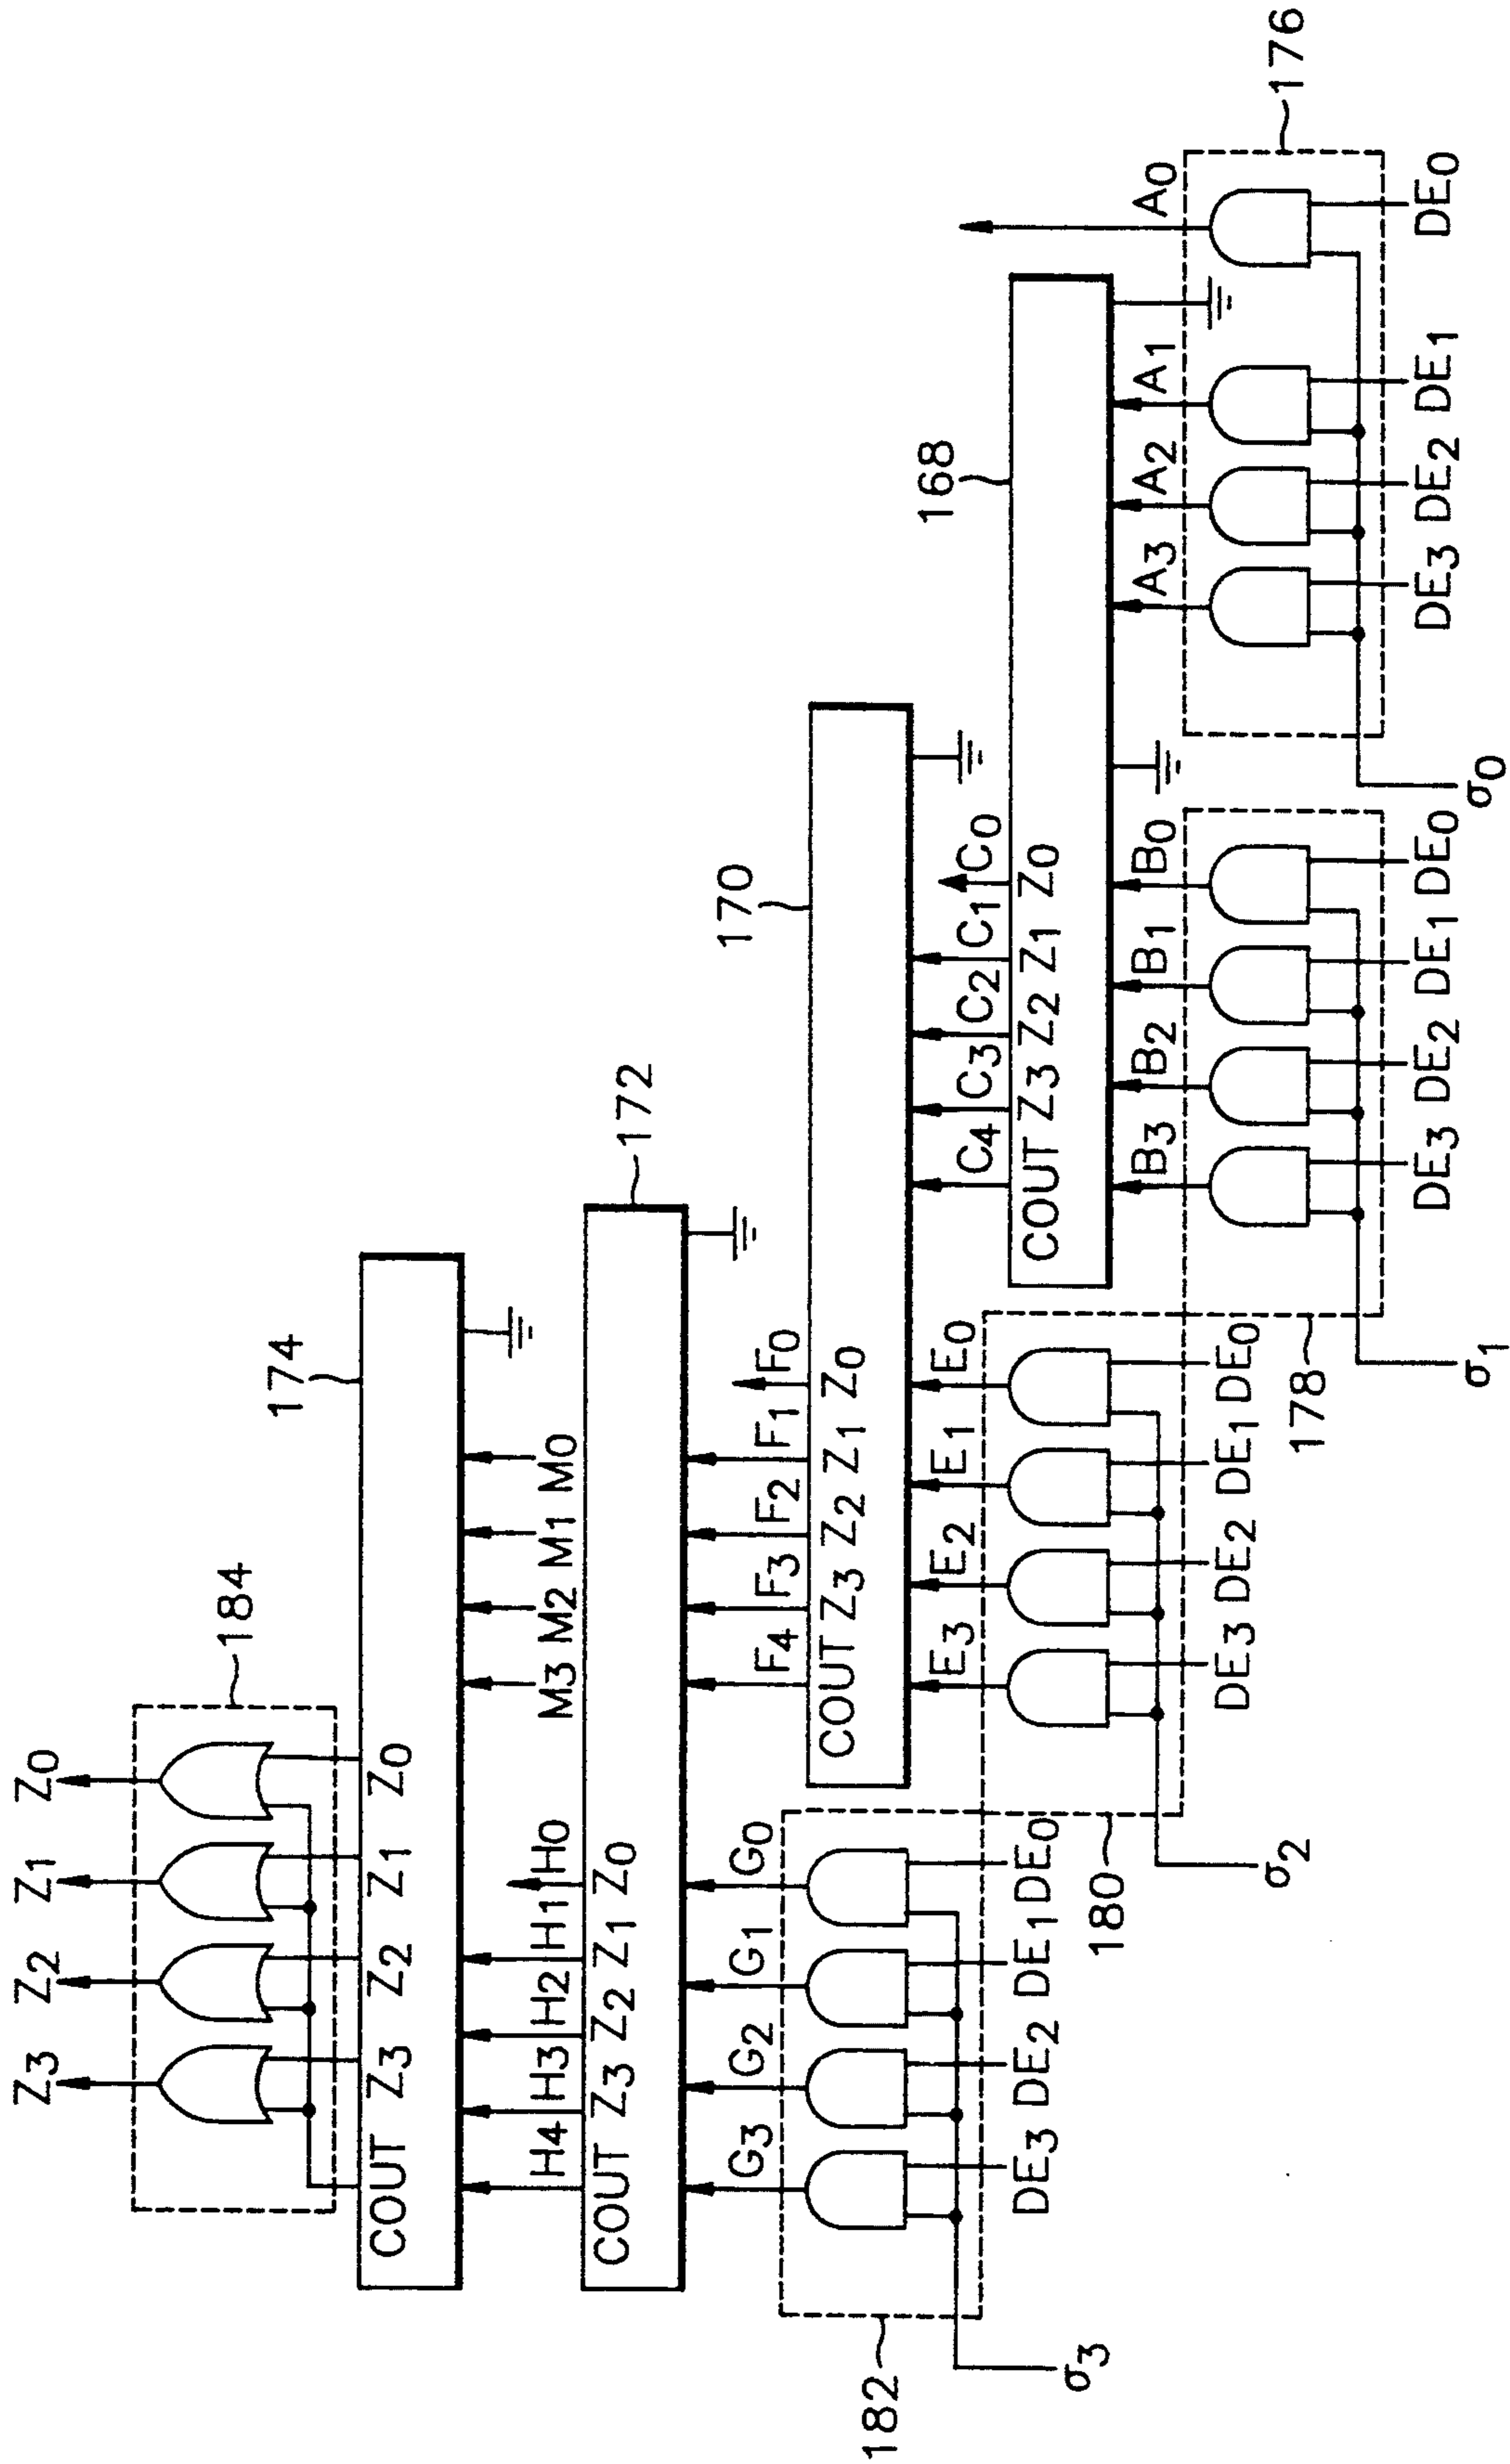 Z3 Z2 Z1 Z0
184
174
COUT Z3 Z2 Z1 Z0
H4 H3 H2 H1 H0
M3 M2 M1 M0
172
COUT Z3 Z2 Z1 Z0
G3 G2 G1 G0
F4 F3 F2 F1 F0
170
182
DE3 DE2 DE1 DE0
σ3
COUT Z3 Z2 Z1 Z0
E3 E2 E1 E0
C4 C3 C2 C1 C0
168
180
DE3 DE2 DE1 DE0
σ2
COUT Z3 Z2 Z1 Z0
B3 B2 B1 B0
A3 A2 A1 A0
176
178
DE3 DE2 DE1 DE0
DE3 DE2 DE1 DE0
σ1
σ0